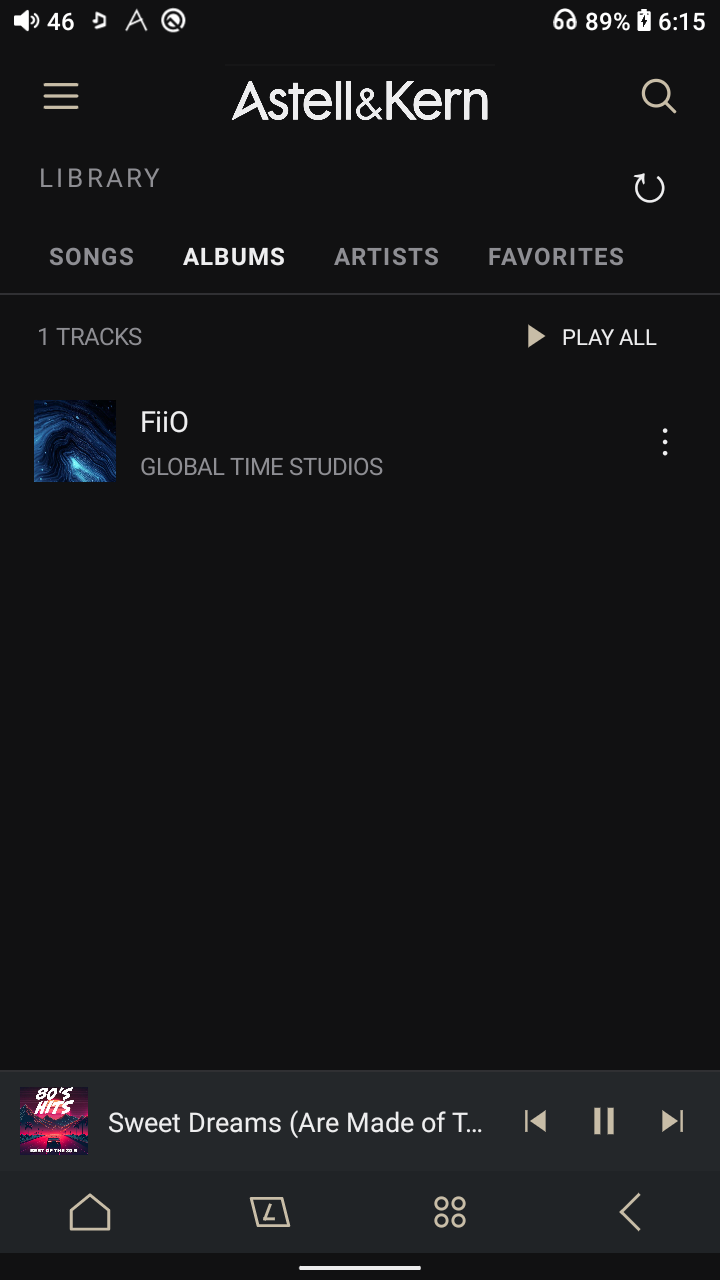 46
89% 6:15
Astell&Kern
LIBRARY
SONGS ALBUMS ARTISTS FAVORITES
1 TRACKS
PLAY ALL
FiiO
GLOBAL TIME STUDIOS
80'S
HITS
Sweet Dreams (Are Made of T...